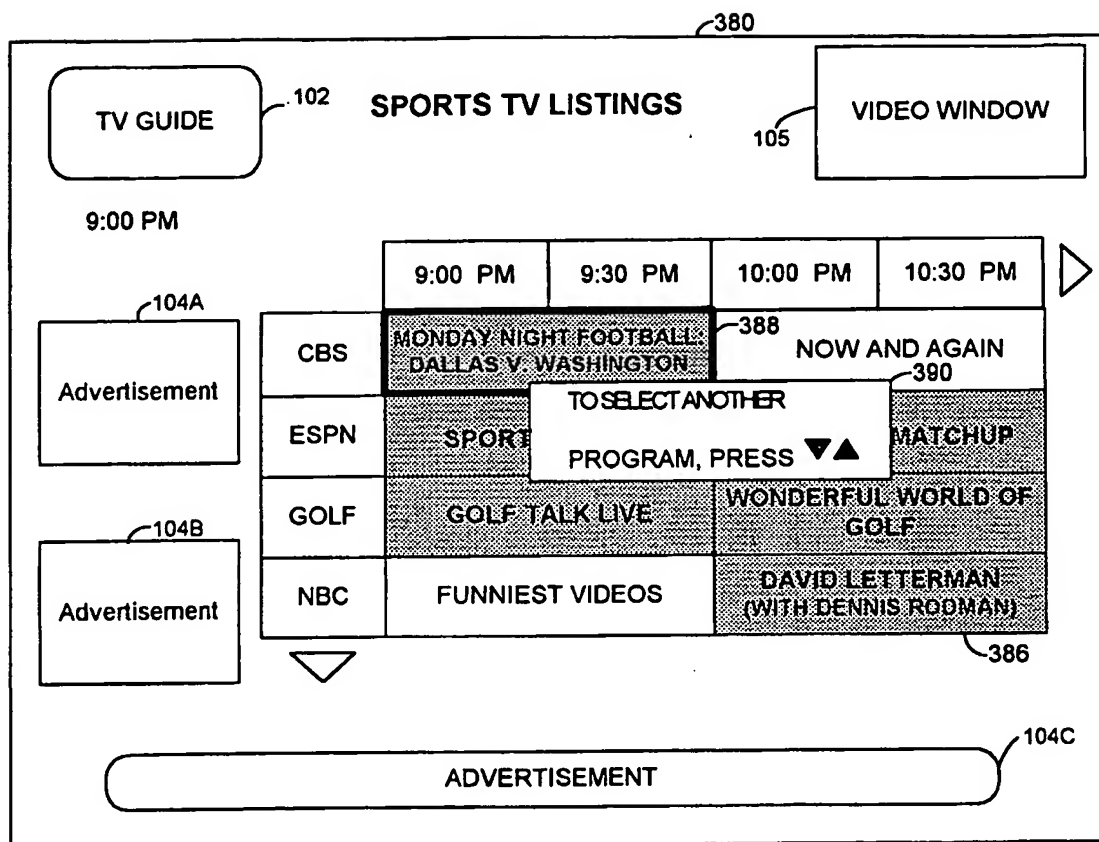 380
TV GUIDE
102
SPORTS TV LISTINGS
105
VIDEO WINDOW
9:00 PM
9:00 PM
9:30 PM
10:00 PM
10:30 PM
104A
Advertisement
CBS
MONDAY NIGHT FOOTBALL:
DALLAS V. WASHINGTON
388
NOW AND AGAIN
390
TO SELECT ANOTHER
PROGRAM, PRESS ▼▲
ESPN
SPORT
MATCHUP
GOLF
GOLF TALK LIVE
WONDERFUL WORLD OF
GOLF
104B
Advertisement
NBC
FUNNIEST VIDEOS
DAVID LETTERMAN
(WITH DENNIS RODMAN)
386
104C
ADVERTISEMENT